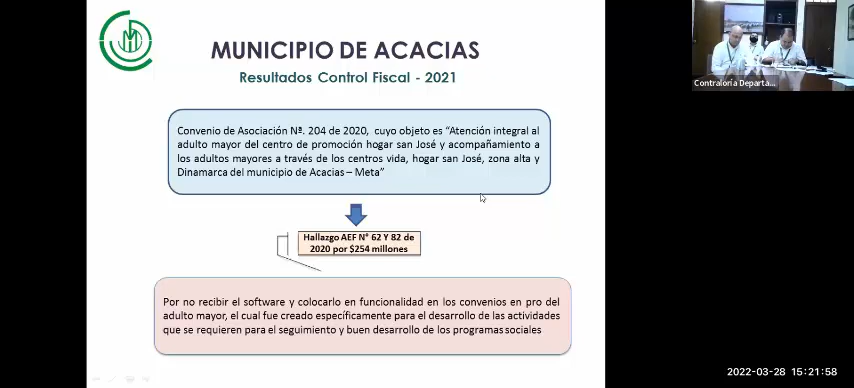 MUNICIPIO DE ACACIAS
Resultados Control Fiscal - 2021
Convenio de Asociación Nª. 204 de 2020, cuyo objeto es “Atención integral al
adulto mayor del centro de promoción hogar san José y acompañamiento a
los adultos mayores a través de los centros vida, hogar san José, zona alta y
Dinamarca del municipio de Acacias – Meta”
Hallazgo AEF N° 62 Y 82 de
2020 por $254 millones
Por no recibir el software y colocarlo en funcionalidad en los convenios en pro del
adulto mayor, el cual fue creado específicamente para el desarrollo de las actividades
que se requieren para el seguimiento y buen desarrollo de los programas sociales
Contraloría Departa...
2022-03-28 15:21:58